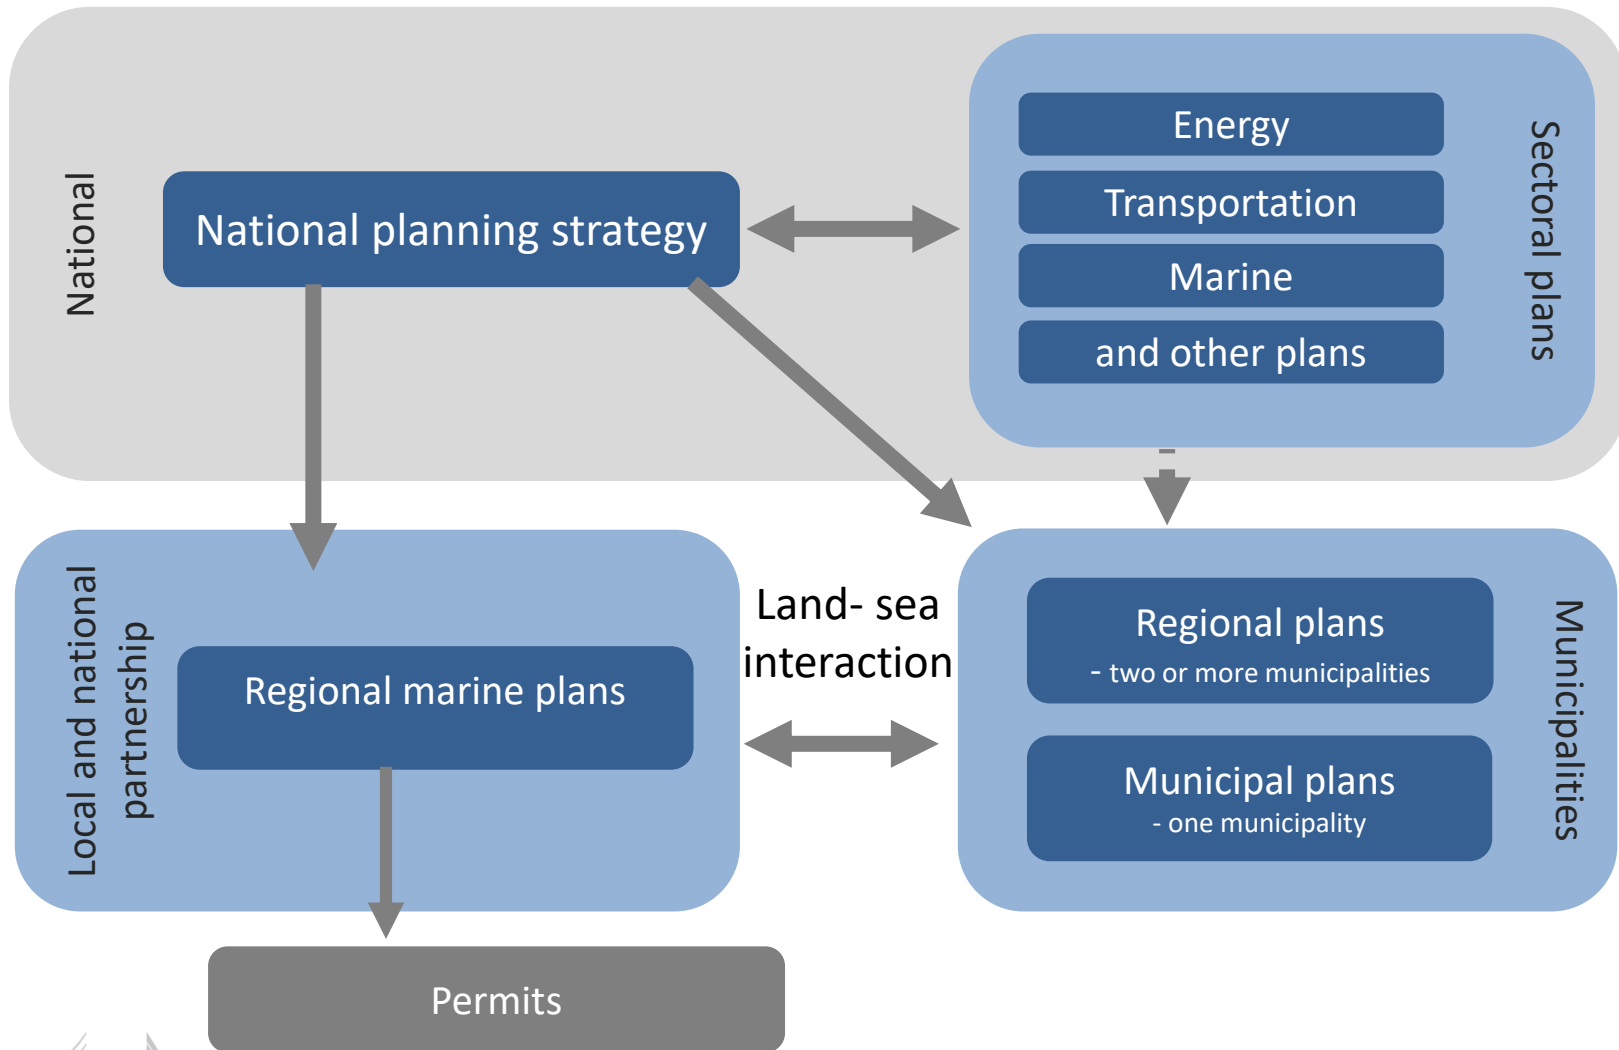 National
National planning strategy
Energy
Transportation
Marine
and other plans
Sectoral plans
Local and national
partnership
Regional marine plans
Land- sea
interaction
Regional plans
- two or more municipalities
Municipal plans
- one municipality
Municipalities
Permits